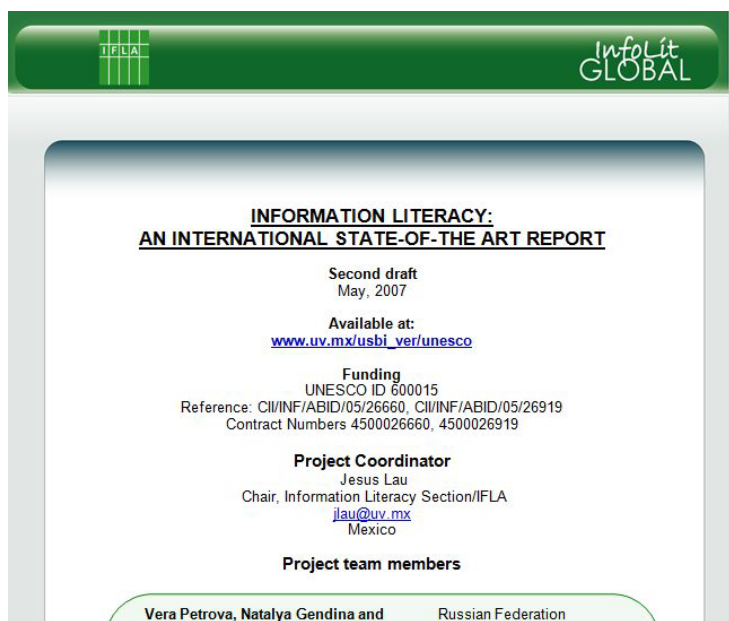 IFLA
InfoLit
GLOBAL
INFORMATION LITERACY:
AN INTERNATIONAL STATE-OF-THE ART REPORT
Second draft
May, 2007
Available at:
www.uv.mx/usbi_ver/unesco
Funding
UNESCO ID 600015
Reference: CII/INF/ABID/05/26660, CII/INF/ABID/05/26919
Contract Numbers 4500026660, 4500026919
Project Coordinator
Jesus Lau
Chair, Information Literacy Section/IFLA
jlau@uv.mx
Mexico
Project team members
Vera Petrova, Natalya Gendina and Russian Federation